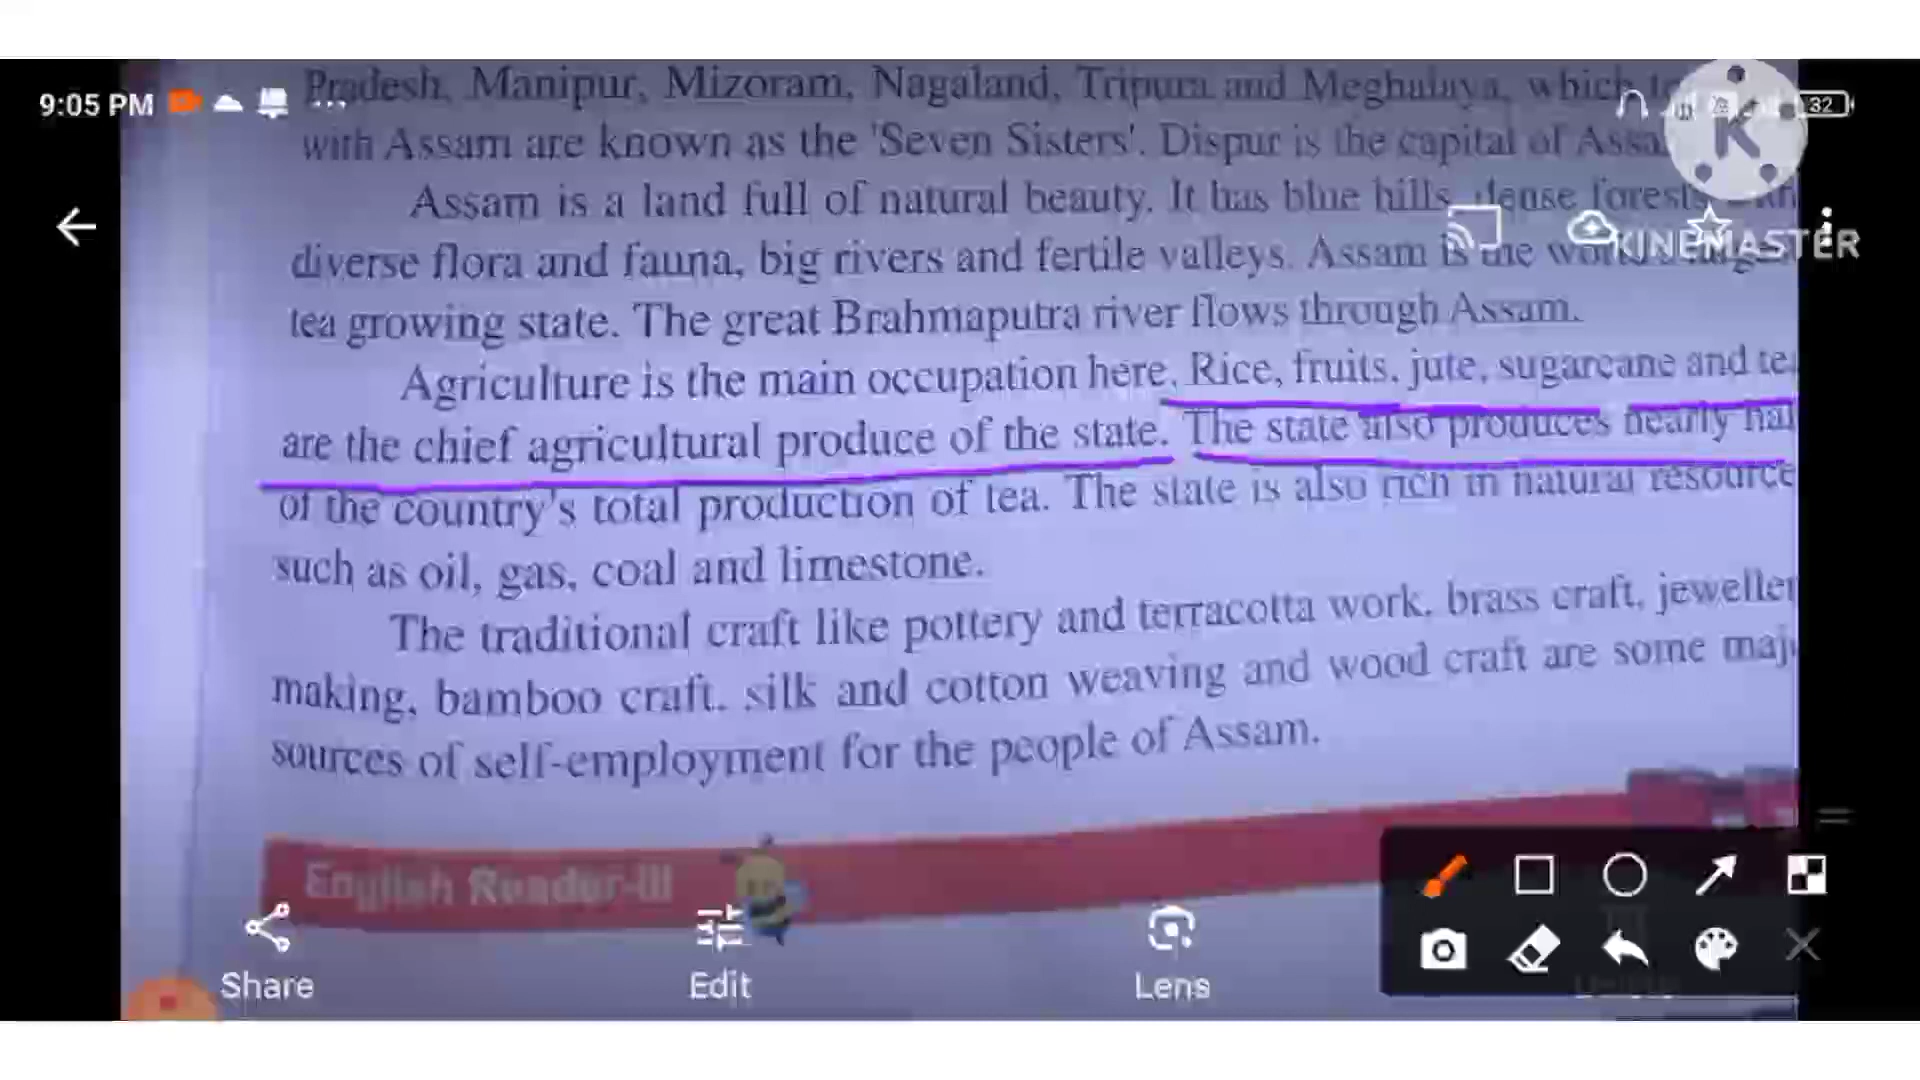 9:05 PM
32
Pradesh, Manipur, Mizoram, Nagaland, Tripura and Meghalaya, which
with Assam are known as the 'Seven Sisters'. Dispur is the capital of
Assam is a land full of natural beauty. It has blue hills, dense forests
diverse flora and fauna, big rivers and fertile valleys. Assam is the
KINEMASTER
tea growing state. The great Brahmaputra river flows through Assam.
Agriculture is the main occupation here. Rice, fruits, jute, sugarcane and
are the chief agricultural produce of the state. The state also produces nearly
of the country's total production of tea. The state is also rich in natural
such as oil, gas, coal and limestone.
The traditional craft like pottery and terracotta work, brass craft,
making, bamboo craft, silk and cotton weaving and wood craft are some
sources of self-employment for the people of Assam.
English Reader-III
Share
Edit
Lens